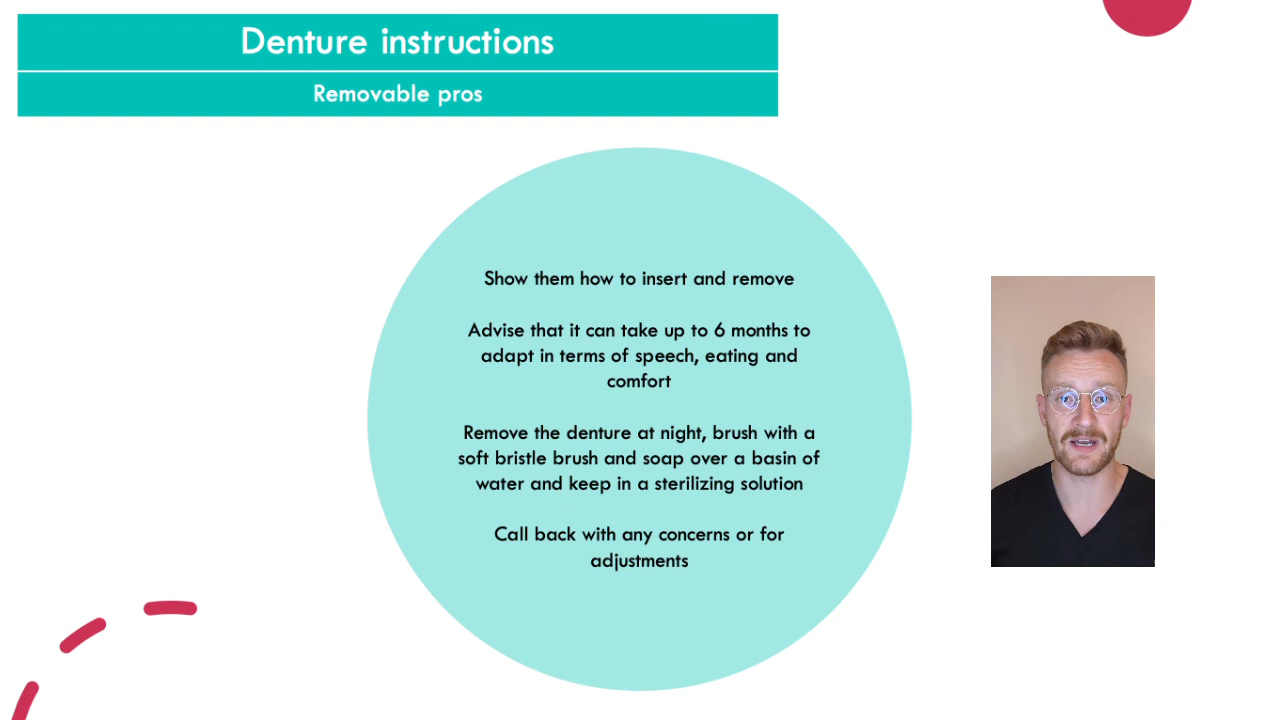 Denture instructions
Removable pros
Show them how to insert and remove
Advise that it can take up to 6 months to
adapt in terms of speech, eating and
comfort
Remove the denture at night, brush with a
soft bristle brush and soap over a basin of
water and keep in a sterilizing solution
Call back with any concerns or for
adjustments